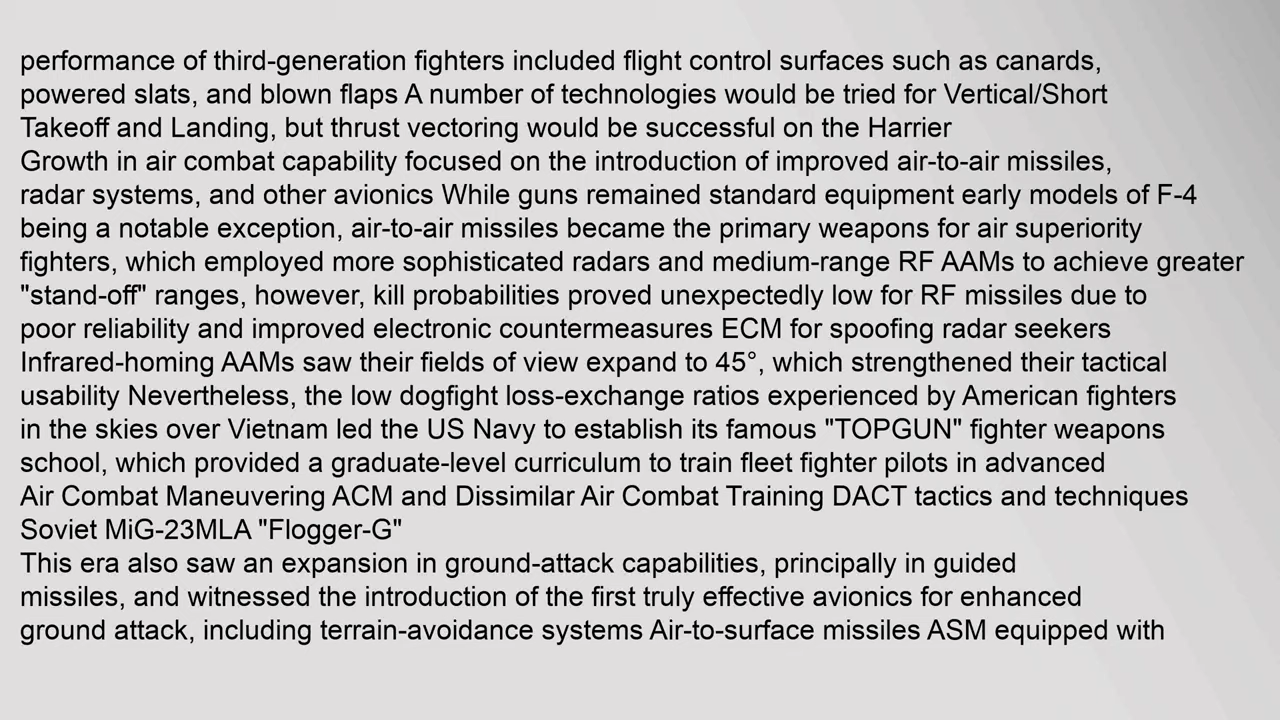 performance of third-generation fighters included flight control surfaces such as canards,
powered slats, and blown flaps A number of technologies would be tried for Vertical/Short
Takeoff and Landing, but thrust vectoring would be successful on the Harrier
Growth in air combat capability focused on the introduction of improved air-to-air missiles,
radar systems, and other avionics While guns remained standard equipment early models of F-4
being a notable exception, air-to-air missiles became the primary weapons for air superiority
fighters, which employed more sophisticated radars and medium-range RF AAMs to achieve greater
"stand-off" ranges, however, kill probabilities proved unexpectedly low for RF missiles due to
poor reliability and improved electronic countermeasures ECM for spoofing radar seekers
Infrared-homing AAMs saw their fields of view expand to 45°, which strengthened their tactical
usability Nevertheless, the low dogfight loss-exchange ratios experienced by American fighters
in the skies over Vietnam led the US Navy to establish its famous "TOPGUN" fighter weapons
school, which provided a graduate-level curriculum to train fleet fighter pilots in advanced
Air Combat Maneuvering ACM and Dissimilar Air Combat Training DACT tactics and techniques
Soviet MiG-23MLA "Flogger-G"
This era also saw an expansion in ground-attack capabilities, principally in guided
missiles, and witnessed the introduction of the first truly effective avionics for enhanced
ground attack, including terrain-avoidance systems Air-to-surface missiles ASM equipped with